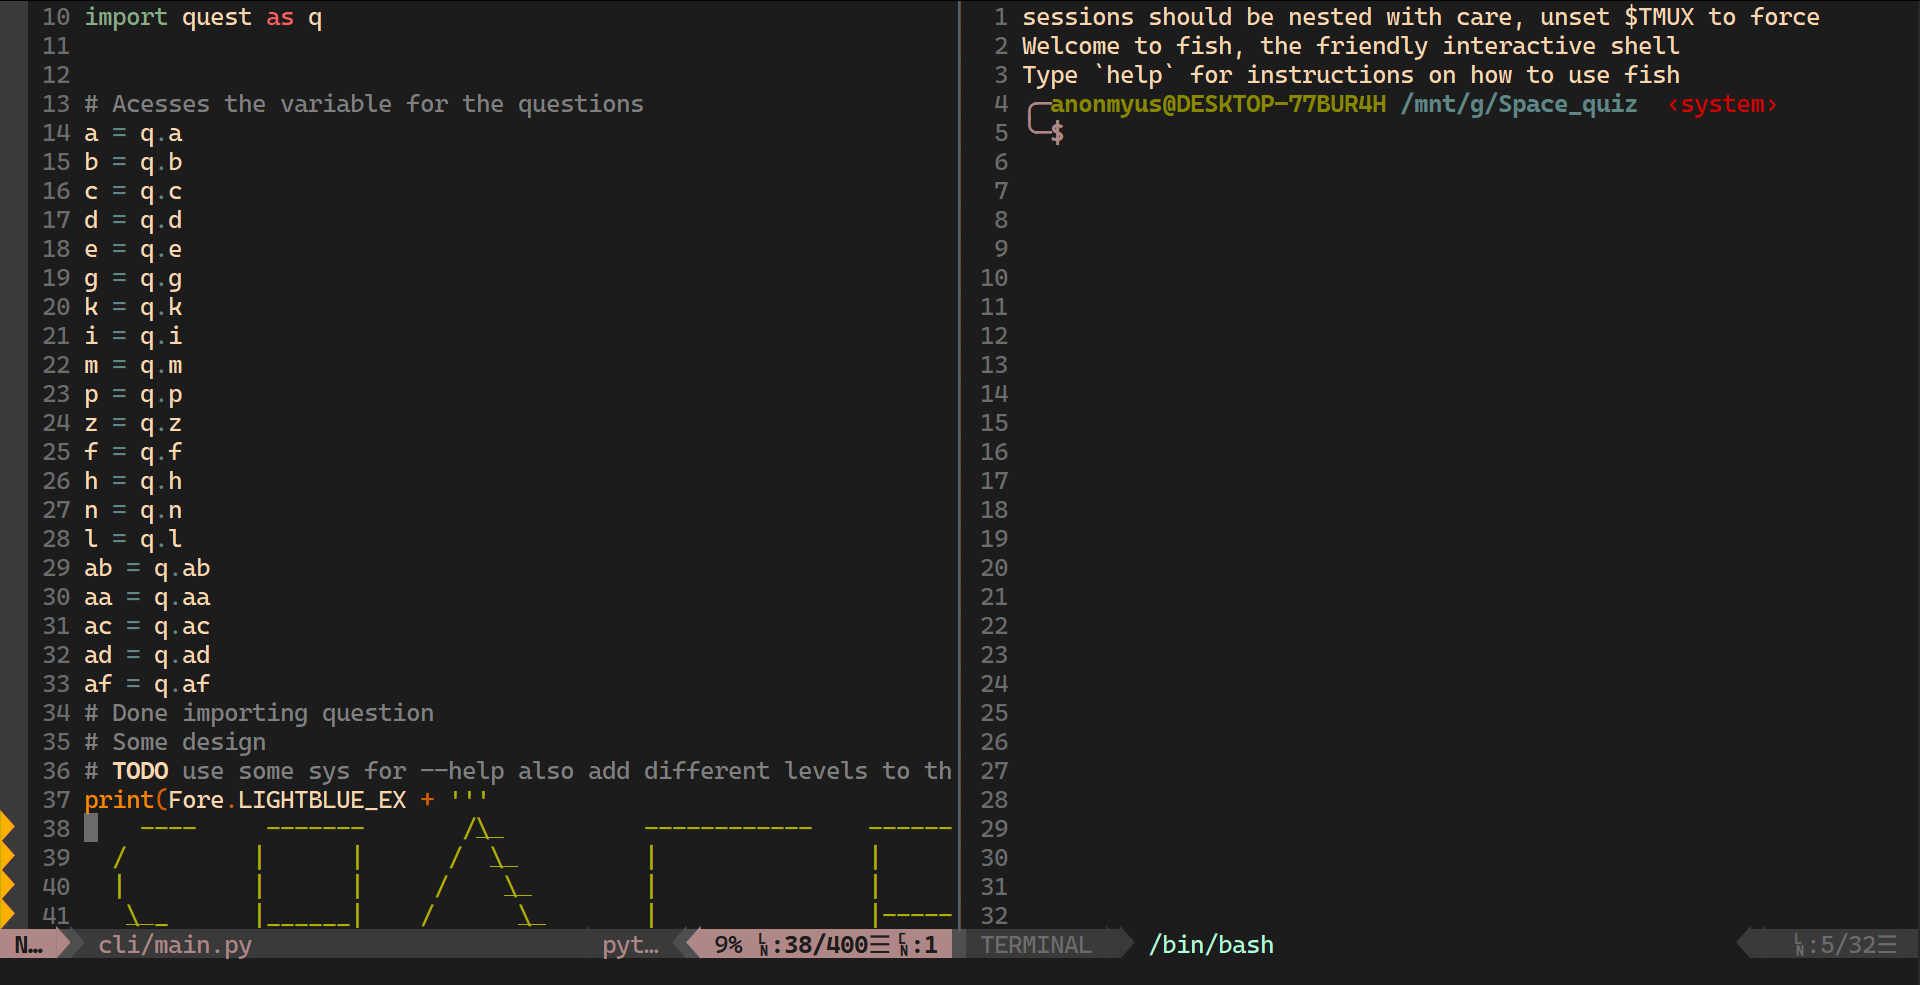 10 import quest as q
11
12
13 # Acesses the variable for the questions
14 a = q.a
15 b = q.b
16 c = q.c
17 d = q.d
18 e = q.e
19 g = q.g
20 k = q.k
21 i = q.i
22 m = q.m
23 p = q.p
24 z = q.z
25 f = q.f
26 h = q.h
27 n = q.n
28 l = q.l
29 ab = q.ab
30 aa = q.aa
31 ac = q.ac
32 ad = q.ad
33 af = q.af
34 # Done importing question
35 # Some design
36 # TODO use some sys for --help also add different levels to th
37 print(Fore.LIGHTBLUE_EX + '''
38     ----     -------       /\_          ------------    ------
39   /         |      |      /  \_         |               |
40   |         |      |     /    \_        |               |
41    \__      |______|    /      \_       |               |-----
N… cli/main.py pyt… 9% LN:38/400☰ CN:1
1 sessions should be nested with care, unset $TMUX to force
2 Welcome to fish, the friendly interactive shell
3 Type `help` for instructions on how to use fish
4 ╭─anonmyus@DESKTOP-77BUR4H /mnt/g/Space_quiz ‹system›
5 ╰─$
6
7
8
9
10
11
12
13
14
15
16
17
18
19
20
21
22
23
24
25
26
27
28
29
30
31
32
TERMINAL /bin/bash LN:5/32☰